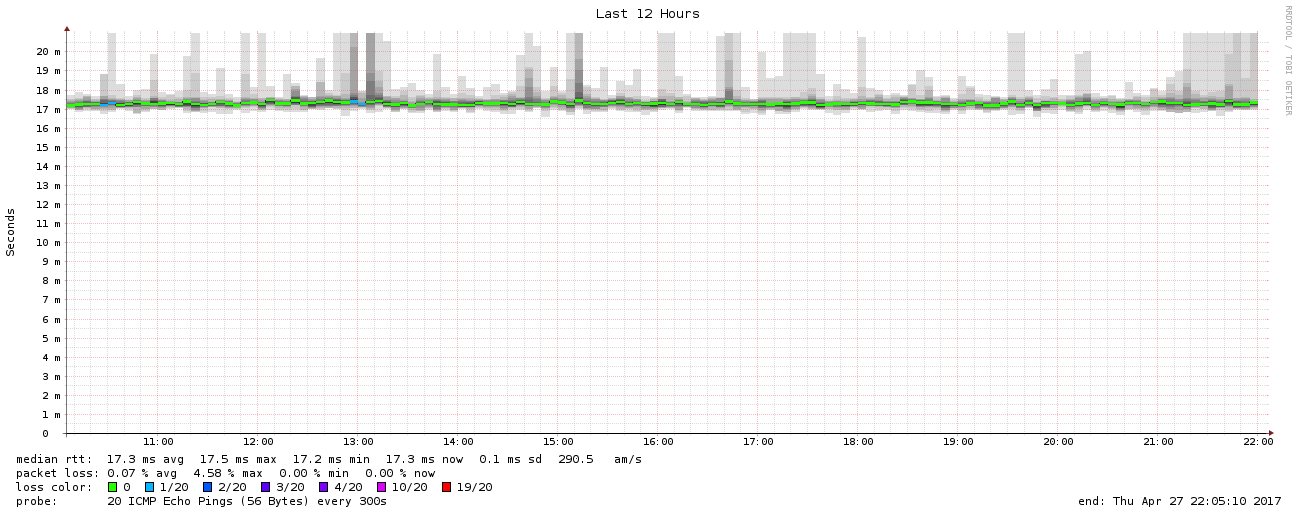 Last 12 Hours
RRDTOOL / TOBI OETIKER
Seconds
20 m
19 m
18 m
17 m
16 m
15 m
14 m
13 m
12 m
11 m
10 m
9 m
8 m
7 m
6 m
5 m
4 m
3 m
2 m
1 m
0
11:00 12:00 13:00 14:00 15:00 16:00 17:00 18:00 19:00 20:00 21:00 22:00
median rtt: 17.3 ms avg 17.5 ms max 17.2 ms min 17.3 ms now 0.1 ms sd 290.5 am/s
packet loss: 0.07 % avg 4.58 % max 0.00 % min 0.00 % now
loss color: 0 1/20 2/20 3/20 4/20 10/20 19/20
probe: 20 ICMP Echo Pings (56 Bytes) every 300s end: Thu Apr 27 22:05:10 2017